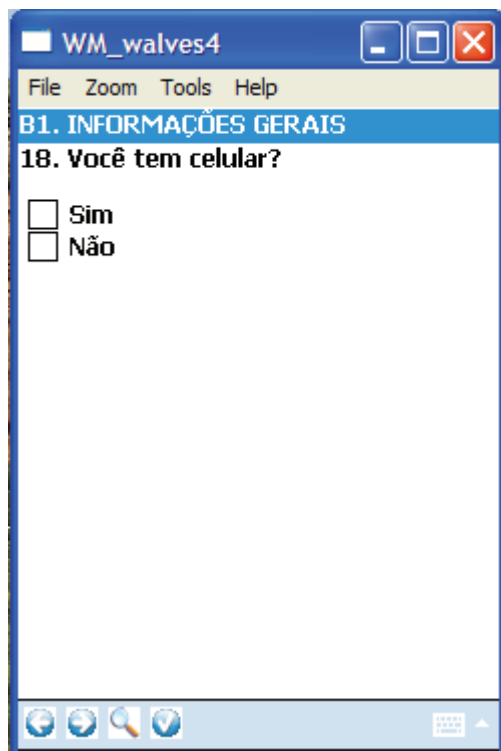 WM_walves4
File Zoom Tools Help
B1. INFORMAÇÕES GERAIS
18. Você tem celular?
Sim
Não